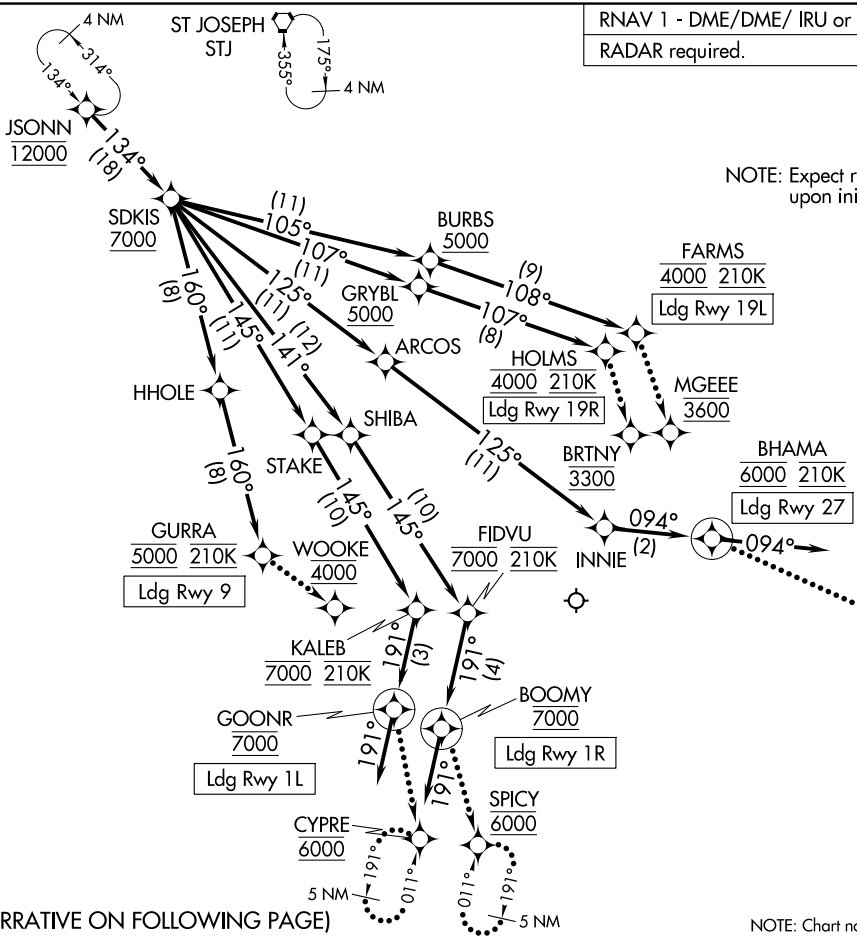 4 NM
314°
134°
ST JOSEPH
STJ
355°
175°
4 NM
RNAV 1 - DME/DME/ IRU or
RADAR required.
JSONN
12000
134°
(18)
NOTE: Expect r
upon ini
SDKIS
7000
(11)
105°
BURBS
5000
107°
(11)
GRYBL
5000
(9)
108°
FARMS
4000 210K
Ldg Rwy 19L
107°
(8)
HOLMS
4000 210K
Ldg Rwy 19R
160°
(8)
145°
(11)
141°
(12)
125°
(11)
ARCOS
MGEEE
3600
HHOLE
STAKE
SHIBA
125°
(11)
BRTNY
3300
BHAMA
6000 210K
Ldg Rwy 27
160°
(8)
145°
(10)
145°
(10)
INNIE
094°
(2)
094°
GURRA
5000 210K
Ldg Rwy 9
WOOKE
4000
FIDVU
7000 210K
KALEB
7000 210K
191°
(3)
191°
(4)
GOONR
7000
Ldg Rwy 1L
191°
BOOMY
7000
Ldg Rwy 1R
191°
CYPRE
6000
SPICY
6000
191°
011°
5 NM
011°
191°
5 NM
RRATIVE ON FOLLOWING PAGE)
NOTE: Chart no